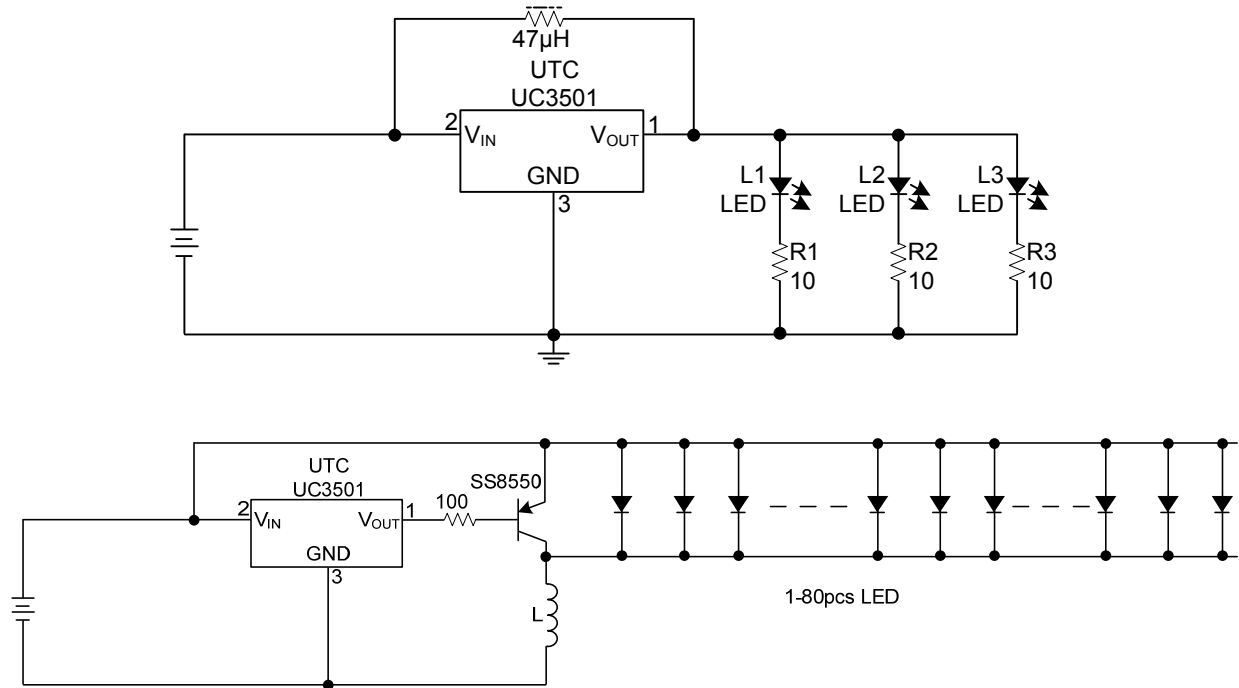 47µH
UTC
UC3501
2 VIN VOUT 1
GND
3
L1
LED
L2
LED
L3
LED
R1
10
R2
10
R3
10
UTC
UC3501
2 VIN VOUT 1
GND
3
100
SS8550
L
1-80pcs LED